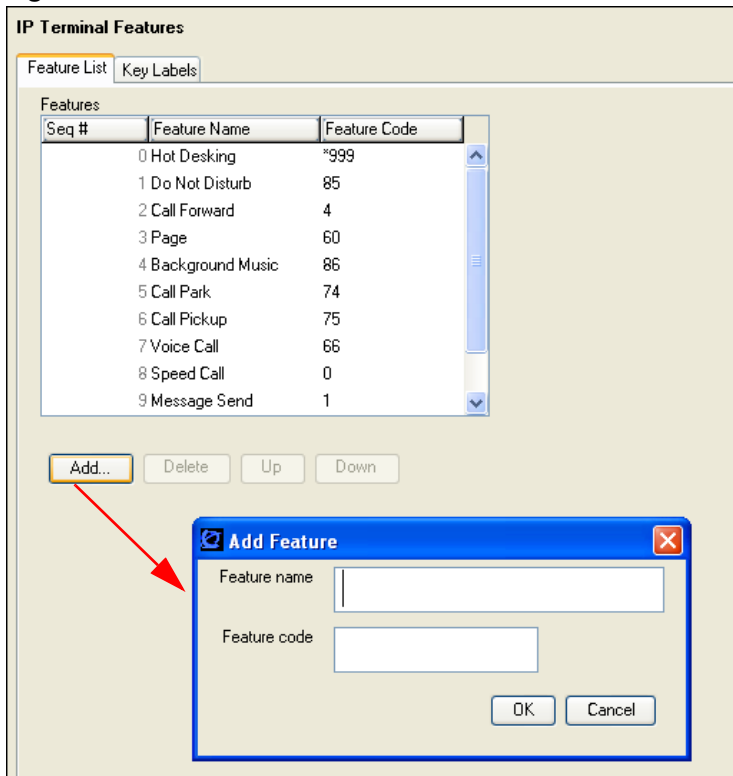 IP Terminal Features
Feature List Key Labels
Features
Seq # Feature Name Feature Code
0 Hot Desking *999
1 Do Not Disturb 85
2 Call Forward 4
3 Page 60
4 Background Music 86
5 Call Park 74
6 Call Pickup 75
7 Voice Call 66
8 Speed Call 0
9 Message Send 1
Add... Delete Up Down
Add Feature
Feature name
Feature code
OK Cancel